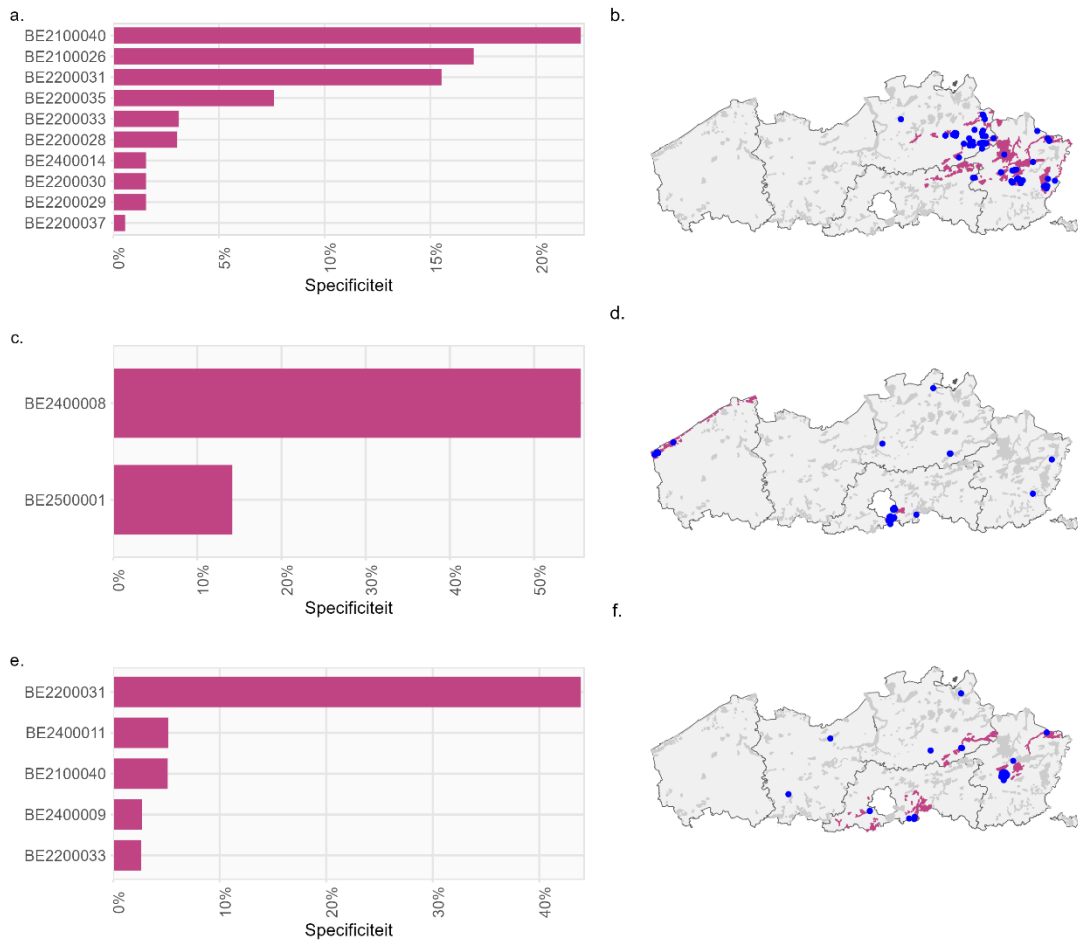 a.
BE2100040
BE2100026
BE2200031
BE2200035
BE2200033
BE2200028
BE2400014
BE2200030
BE2200029
BE2200037
0%
5%
10%
15%
20%
Specificiteit
b.
c.
BE2400008
BE2500001
0%
10%
20%
30%
40%
50%
Specificiteit
d.
e.
BE2200031
BE2400011
BE2100040
BE2400009
BE2200033
0%
10%
20%
30%
40%
Specificiteit
f.